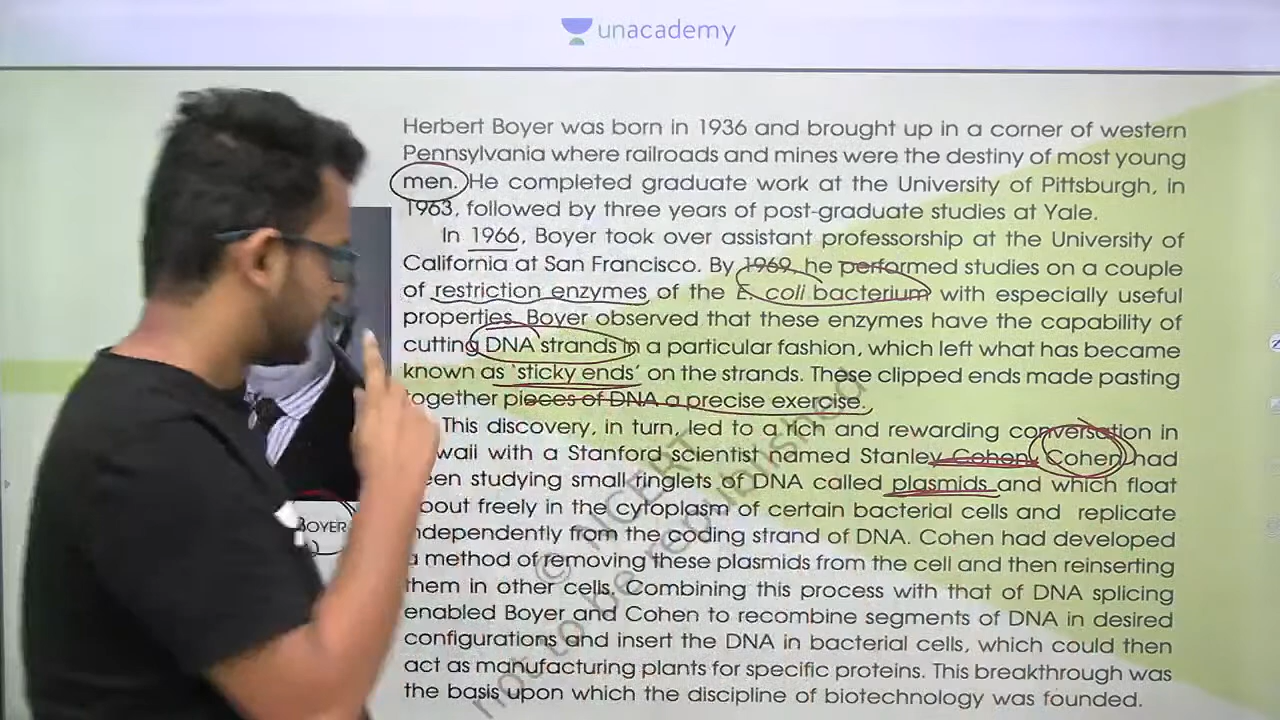 unacademy
Herbert Boyer was born in 1936 and brought up in a corner of western
Pennsylvania where railroads and mines were the destiny of most young
men. He completed graduate work at the University of Pittsburgh, in
1963, followed by three years of post-graduate studies at Yale.
In 1966, Boyer took over assistant professorship at the University of
California at San Francisco. By 1969, he performed studies on a couple
of restriction enzymes of the E. coli bacterium with especially useful
properties. Boyer observed that these enzymes have the capability of
cutting DNA strands in a particular fashion, which left what has became
known as 'sticky ends' on the strands. These clipped ends made pasting
together pieces of DNA a precise exercise.
This discovery, in turn, led to a rich and rewarding conversation in
waii with a Stanford scientist named Stanley Cohen. Cohen had
een studying small ringlets of DNA called plasmids and which float
bout freely in the cytoplasm of certain bacterial cells and replicate
ndependently from the coding strand of DNA. Cohen had developed
a method of removing these plasmids from the cell and then reinserting
them in other cells. Combining this process with that of DNA splicing
enabled Boyer and Cohen to recombine segments of DNA in desired
configurations and insert the DNA in bacterial cells, which could then
act as manufacturing plants for specific proteins. This breakthrough was
the basis upon which the discipline of biotechnology was founded.
BOYER
© NCERT
not to be republished